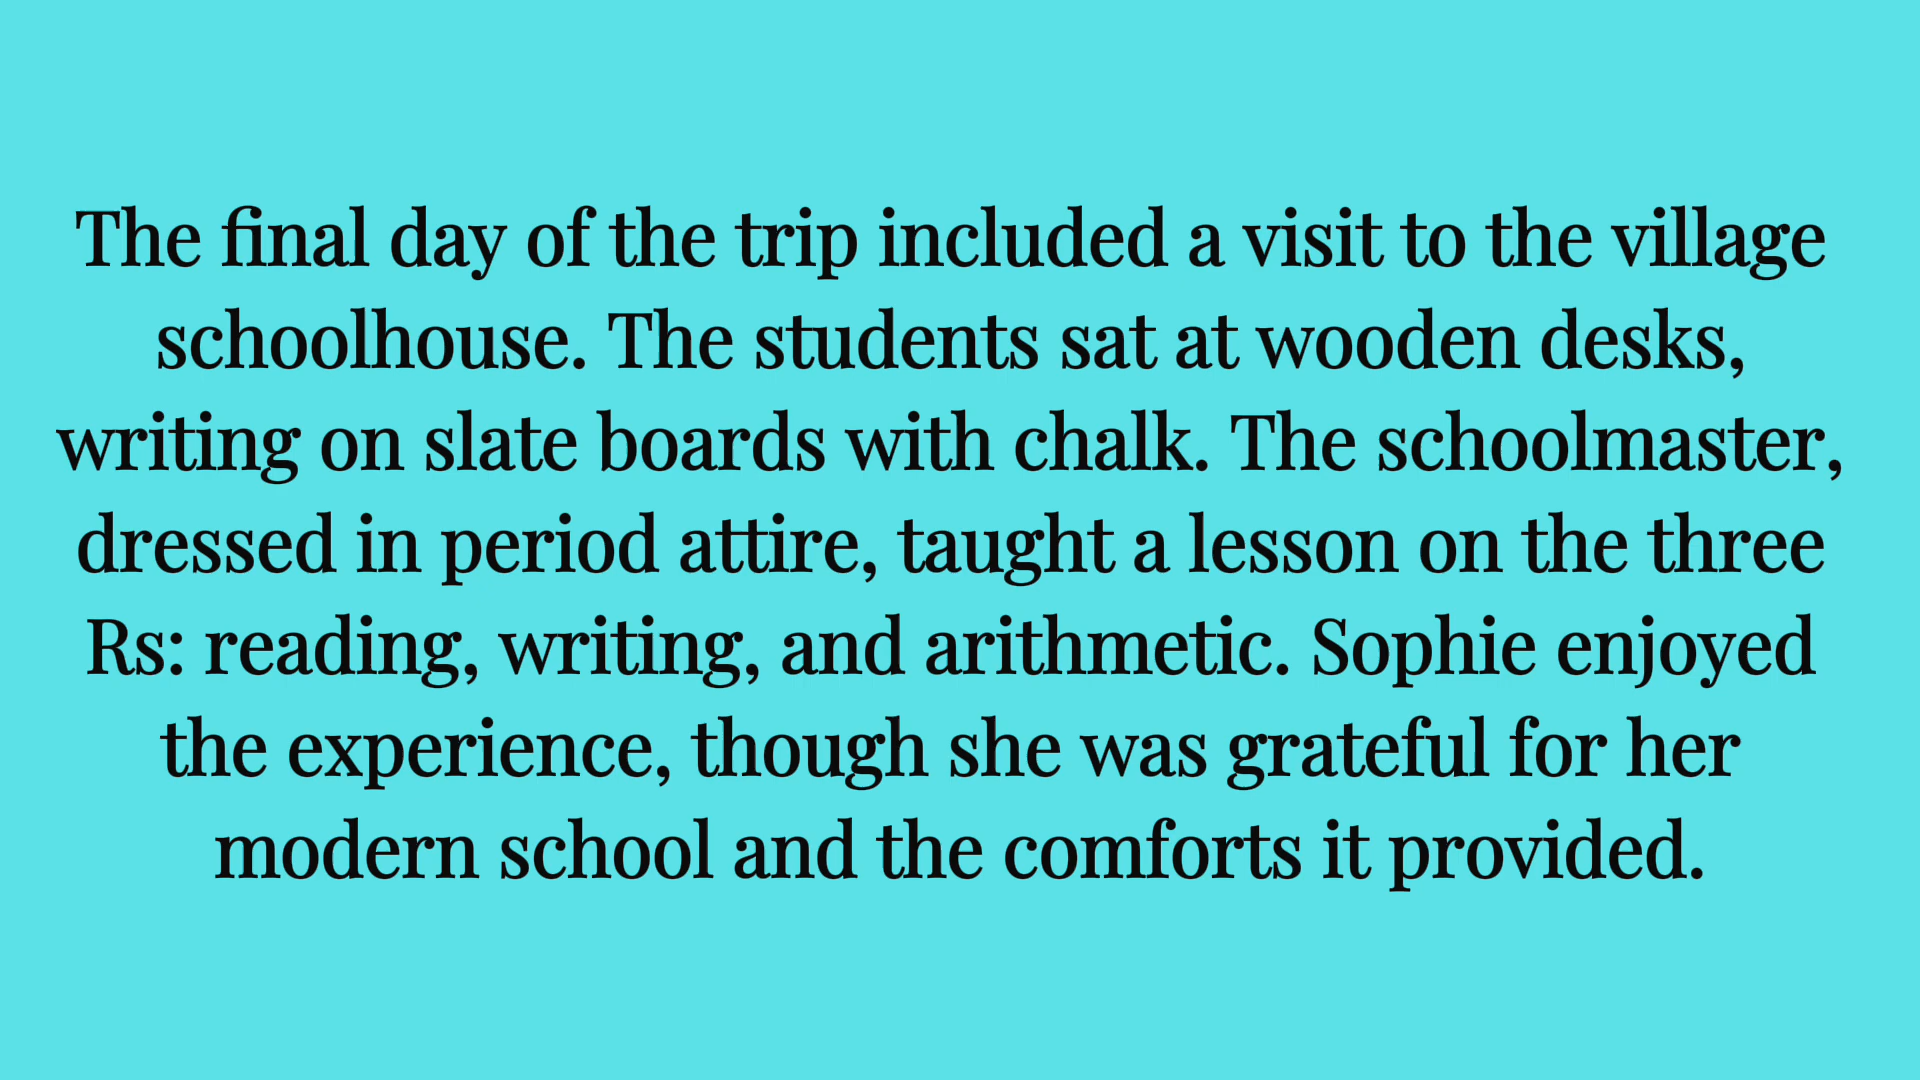 The final day of the trip included a visit to the village
schoolhouse. The students sat at wooden desks,
writing on slate boards with chalk. The schoolmaster,
dressed in period attire, taught a lesson on the three
Rs: reading, writing, and arithmetic. Sophie enjoyed
the experience, though she was grateful for her
modern school and the comforts it provided.